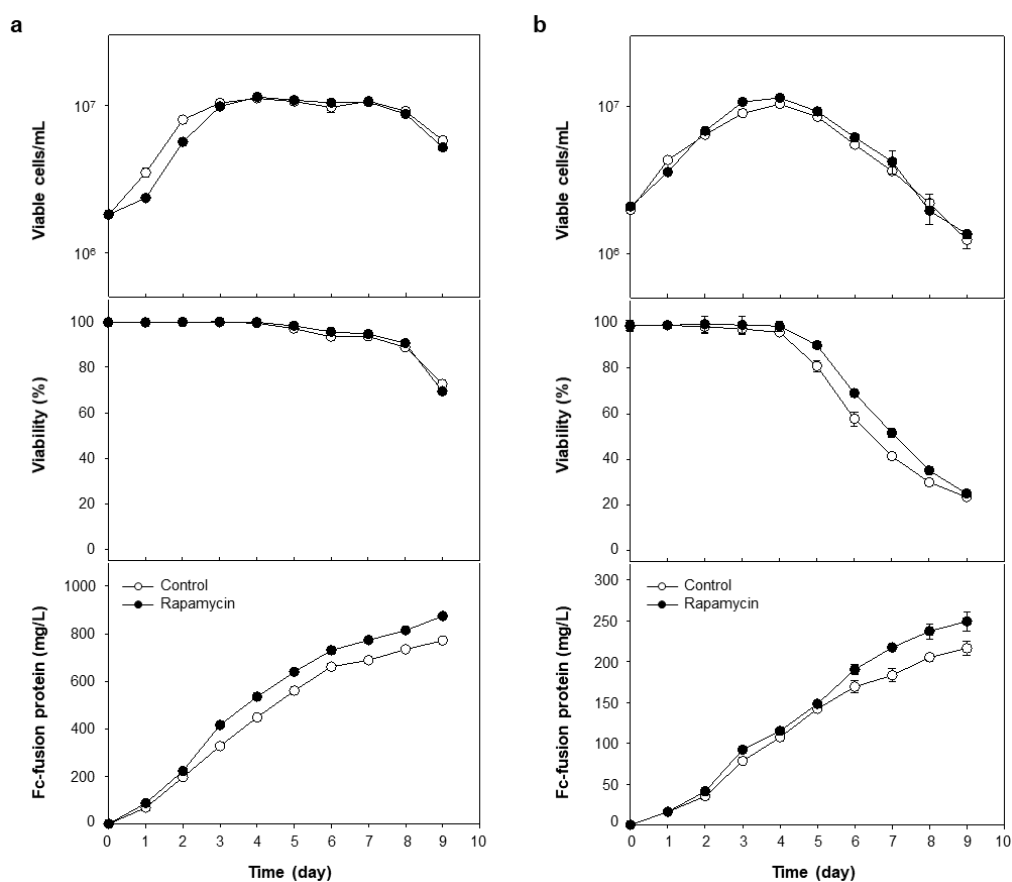 a
b
10⁷
10⁶
Viable cells/mL
10⁷
10⁶
Viable cells/mL
100
80
60
40
20
0
Viability (%)
100
80
60
40
20
0
Viability (%)
1000
800
600
400
200
0
Fc-fusion protein (mg/L)
Control
Rapamycin
0 1 2 3 4 5 6 7 8 9 10
Time (day)
300
250
200
150
100
50
0
Fc-fusion protein (mg/L)
Control
Rapamycin
0 1 2 3 4 5 6 7 8 9 10
Time (day)